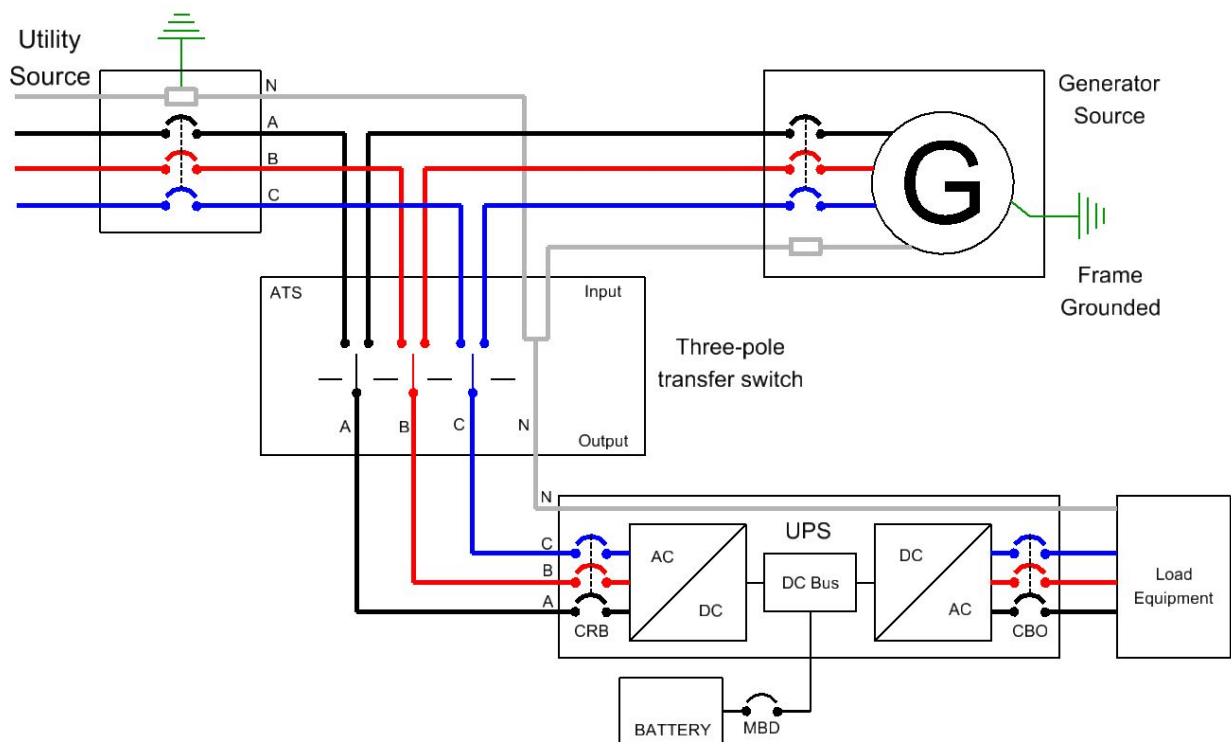 Utility
Source
N
A
B
C
Generator
Source
G
Frame
Grounded
ATS
Input
Three-pole
transfer switch
A
B
C
N
Output
N
UPS
C
B
A
AC
DC
DC Bus
DC
AC
CRB
CBO
Load
Equipment
BATTERY
MBD